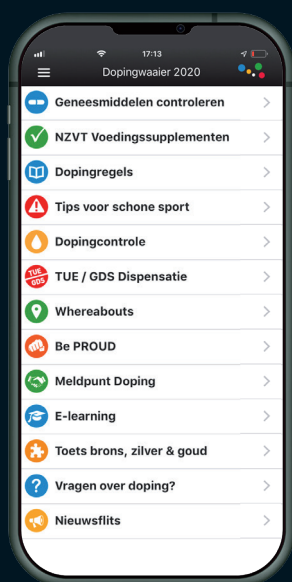 17:13
Dopingwaaier 2020
Geneesmiddelen controleren
NZVT Voedingssupplementen
Dopingregels
Tips voor schone sport
Dopingcontrole
TUE
GDS
TUE / GDS Dispensatie
Whereabouts
Be PROUD
Meldpunt Doping
E-learning
Toets brons, zilver & goud
?
Vragen over doping?
Nieuwsflits